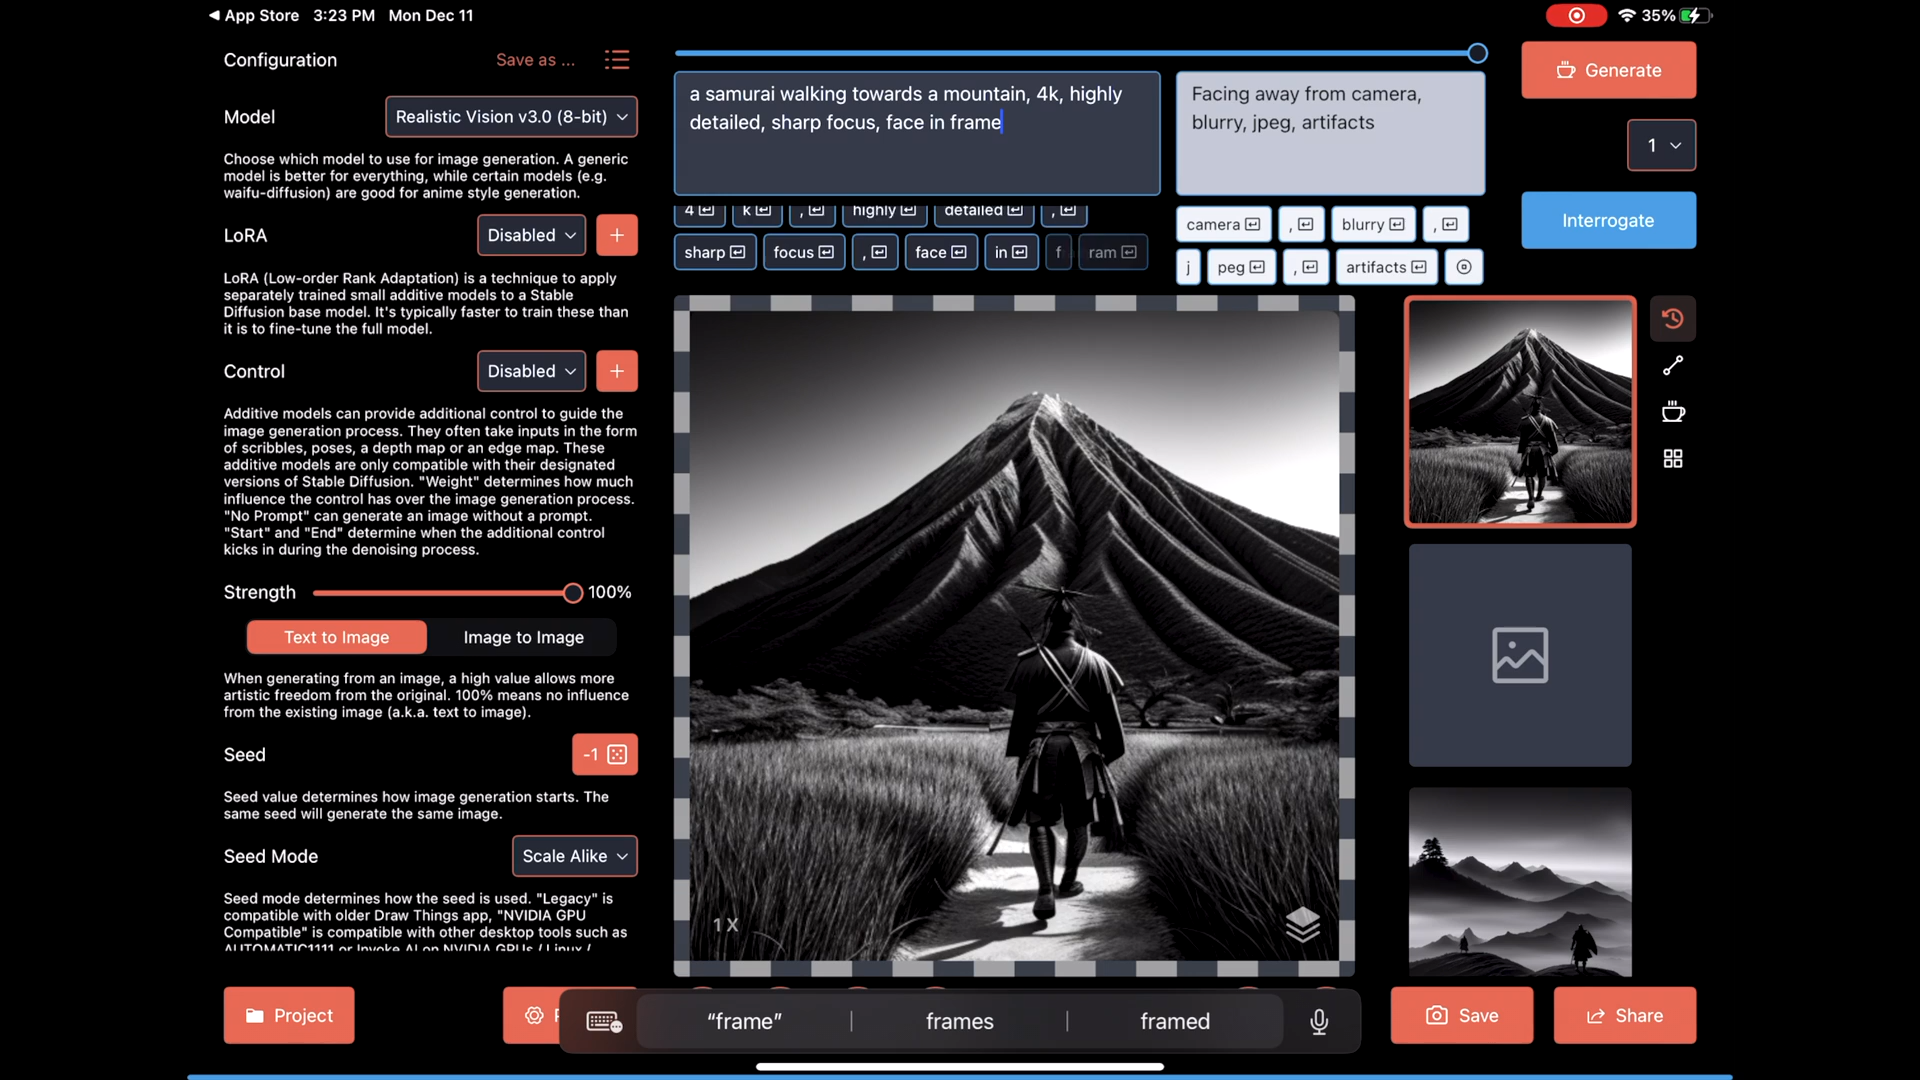 App Store 3:23 PM Mon Dec 11
35%
Configuration
Save as ...
Model
Realistic Vision v3.0 (8-bit)
Choose which model to use for image generation. A generic
model is better for everything, while certain models (e.g.
waifu-diffusion) are good for anime style generation.
LoRA
Disabled
+
LoRA (Low-order Rank Adaptation) is a technique to apply
separately trained small additive models to a Stable
Diffusion base model. It's typically faster to train these than
it is to fine-tune the full model.
Control
Disabled
+
Additive models can provide additional control to guide the
image generation process. They often take inputs in the form
of scribbles, poses, a depth map or an edge map. These
additive models are only compatible with their designated
versions of Stable Diffusion. "Weight" determines how much
influence the control has over the image generation process.
"No Prompt" can generate an image without a prompt.
"Start" and "End" determine when the additional control
kicks in during the denoising process.
Strength
100%
Text to Image
Image to Image
When generating from an image, a high value allows more
artistic freedom from the original. 100% means no influence
from the existing image (a.k.a. text to image).
Seed
-1
Seed value determines how image generation starts. The
same seed will generate the same image.
Seed Mode
Scale Alike
Seed mode determines how the seed is used. "Legacy" is
compatible with older Draw Things app, "NVIDIA GPU
Compatible" is compatible with other desktop tools such as
AUTOMATIC1111 or Invoke AI on NVIDIA GPUs / Linux /
Project
a samurai walking towards a mountain, 4k, highly
detailed, sharp focus, face in frame
4 k , highly detailed ,
sharp focus , face in f ram
Facing away from camera,
blurry, jpeg, artifacts
camera , blurry ,
j peg , artifacts
Generate
1
Interrogate
1 X
“frame”
frames
framed
Save
Share